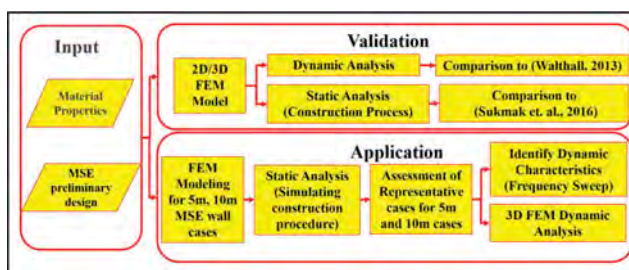 Input
Material
Properties
MSE
preliminary
design
Validation
2D/3D
FEM
Model
Dynamic Analysis
Comparison to (Walthall, 2013)
Static Analysis
(Construction Process)
Comparison to
(Sukmak et. al., 2016)
Application
FEM
Modeling
for 5m, 10m
MSE wall
cases
Static Analysis
(Simulating
construction
procedure)
Assessment of
Representative
cases for 5m
and 10m cases
Identify Dynamic
Characteristics
(Frequency Sweep)
3D FEM Dynamic
Analysis